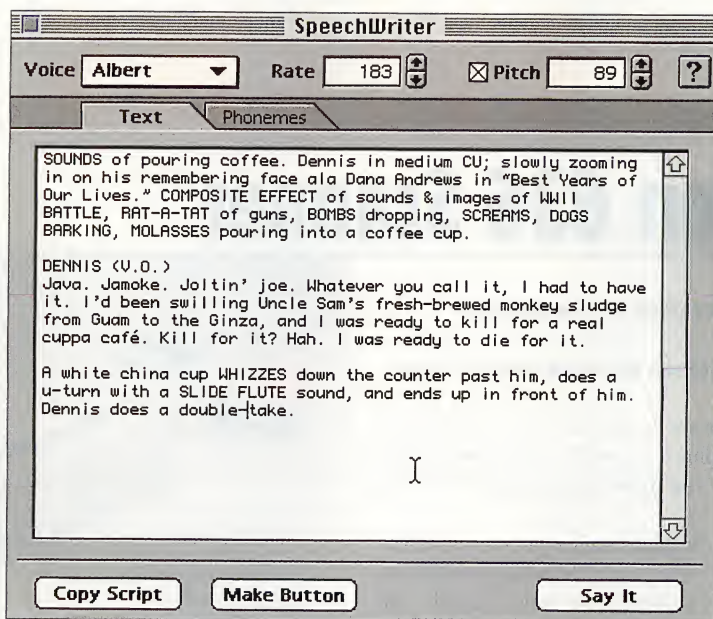 SpeechWriter
Voice Albert Rate 183 Pitch 89 ?
Text Phonemes
SOUNDS of pouring coffee. Dennis in medium CU; slowly zooming
in on his remembering face ala Dana Andrews in "Best Years of
Our Lives." COMPOSITE EFFECT of sounds & images of WWII
BATTLE, RAT-A-TAT of guns, BOMBS dropping, SCREAMS, DOGS
BARKING, MOLASSES pouring into a coffee cup.
DENNIS (V.O.)
Java. Jamoke. Joltin' joe. Whatever you call it, I had to have
it. I'd been swilling Uncle Sam's fresh-brewed monkey sludge
from Guam to the Ginza, and I was ready to kill for a real
cuppa café. Kill for it? Hah. I was ready to die for it.
A white china cup WHIZZES down the counter past him, does a
u-turn with a SLIDE FLUTE sound, and ends up in front of him.
Dennis does a double-take.
Copy Script Make Button Say It